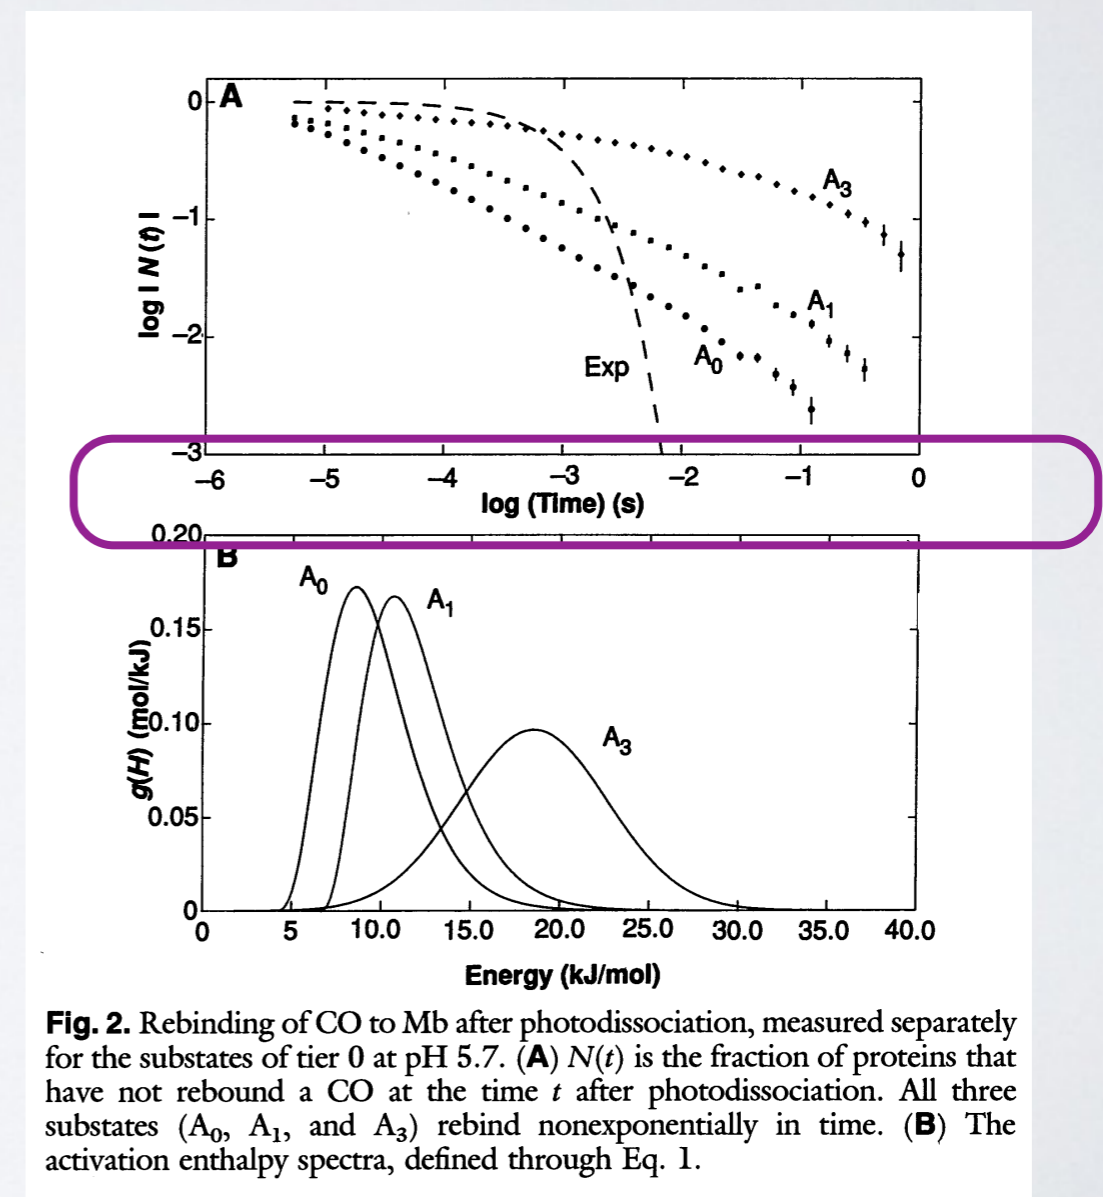 A
0
−1
−2
−3
log | N(t) |
A3
A1
A0
Exp
−6 −5 −4 −3 −2 −1 0
log (Time) (s)
B
0.20
0.15
0.10
0.05
0
g(H) (mol/kJ)
A0
A1
A3
0 5 10.0 15.0 20.0 25.0 30.0 35.0 40.0
Energy (kJ/mol)
Fig. 2. Rebinding of CO to Mb after photodissociation, measured separately
for the substates of tier 0 at pH 5.7. (A) N(t) is the fraction of proteins that
have not rebound a CO at the time t after photodissociation. All three
substates (A0, A1, and A3) rebind nonexponentially in time. (B) The
activation enthalpy spectra, defined through Eq. 1.